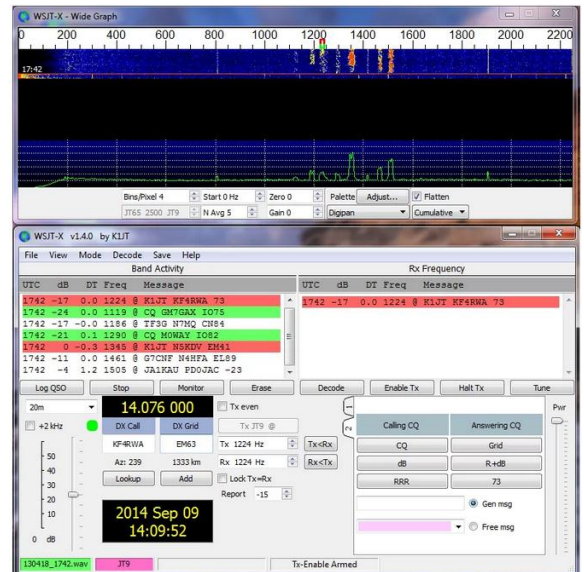 WSJT-X - Wide Graph
0 200 400 600 800 1000 1200 1400 1600 1800 2000 2200
17:42
Bins/Pixel 4 Start 0 Hz Zero 0 Palette Adjust... Flatten
JT65 2500 JT9 N Avg 5 Gain 0 Digipan Cumulative
WSJT-X v1.4.0 by K1JT
File View Mode Decode Save Help
Band Activity Rx Frequency
UTC dB DT Freq Message UTC dB DT Freq Message
1742 -17 0.0 1224 @ K1JT KF4RWA 73 1742 -17 0.0 1224 @ K1JT KF4RWA 73
1742 -24 0.0 1119 @ CQ GM7GAX IO75
1742 -17 -0.0 1186 @ TF3G N7MQ CN84
1742 -21 0.1 1290 @ CQ M0WAY IO82
1742 0 -0.3 1345 @ K1JT N5KDV EM41
1742 -11 0.0 1461 @ G7CNF N4HFA EL89
1742 -4 1.2 1505 @ JA1KAU PD0JAC -23
Log QSO Stop Monitor Erase Decode Enable Tx Halt Tx Tune
20m 14.076 000 Tx even Pwr
+2 kHz DX Call DX Grid Tx JT9 @ 1 2 Calling CQ Answering CQ
KF4RWA EM63 Tx 1224 Hz Tx<Rx CQ Grid
50 Az: 239 1333 km Rx 1224 Hz Rx<Tx dB R+dB
40 Lookup Add Lock Tx=Rx RRR 73
30 Report -15 Gen msg
20 2014 Sep 09 Free msg
10 14:09:52
0 dB
130418_1742.wav JT9 Tx-Enable Armed